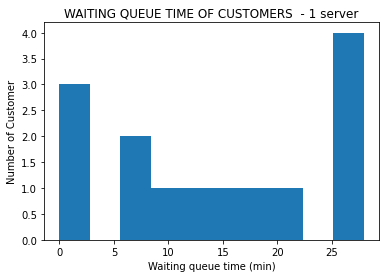 WAITING QUEUE TIME OF CUSTOMERS - 1 server
4.0
3.5
3.0
2.5
2.0
1.5
1.0
0.5
0.0
Number of Customer
0 5 10 15 20 25
Waiting queue time (min)